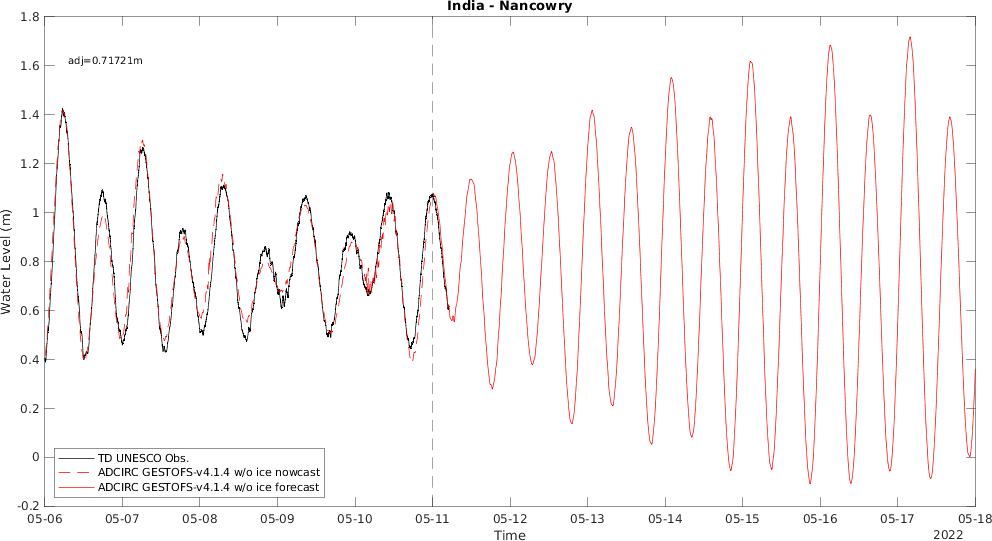 India - Nancowry
1.8
1.6
1.4
1.2
1
0.8
0.6
0.4
0.2
0
-0.2
Water Level (m)
adj=0.71721m
TD UNESCO Obs.
ADCIRC GESTOFS-v4.1.4 w/o ice nowcast
ADCIRC GESTOFS-v4.1.4 w/o ice forecast
05-06 05-07 05-08 05-09 05-10 05-11 05-12 05-13 05-14 05-15 05-16 05-17 05-18
Time
2022